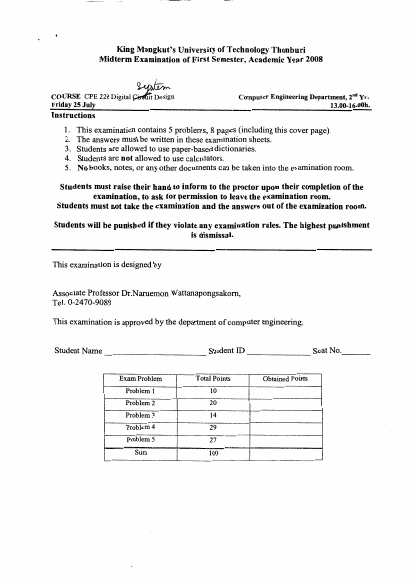 King Mongkut's University of Technology Thonburi
Midterm Examination of First Semester, Academic Year 2008
System
COURSE CPE 223 Digital Circuit Design Computer Engineering Department, 2nd Yr.
Friday 25 July 13.00-16.00h.
Instructions
1. This examination contains 5 problems, 8 pages (including this cover page)
2. The answers must be written in these examination sheets.
3. Students are allowed to use paper-based dictionaries.
4. Students are not allowed to use calculators.
5. No books, notes, or any other documents can be taken into the examination room.
Students must raise their hand to inform to the proctor upon their completion of the
examination, to ask for permission to leave the examination room.
Students must not take the examination and the answers out of the examination room.
Students will be punished if they violate any examination rules. The highest punishment
is dismissal.
This examination is designed by
Associate Professor Dr.Naruemon Wattanapongsakorn,
Tel. 0-2470-9089
This examination is approved by the department of computer engineering.
Student Name Student ID Seat No.
Exam Problem Total Points Obtained Points
Problem 1 10
Problem 2 20
Problem 3 14
Problem 4 29
Problem 5 27
Sum 100